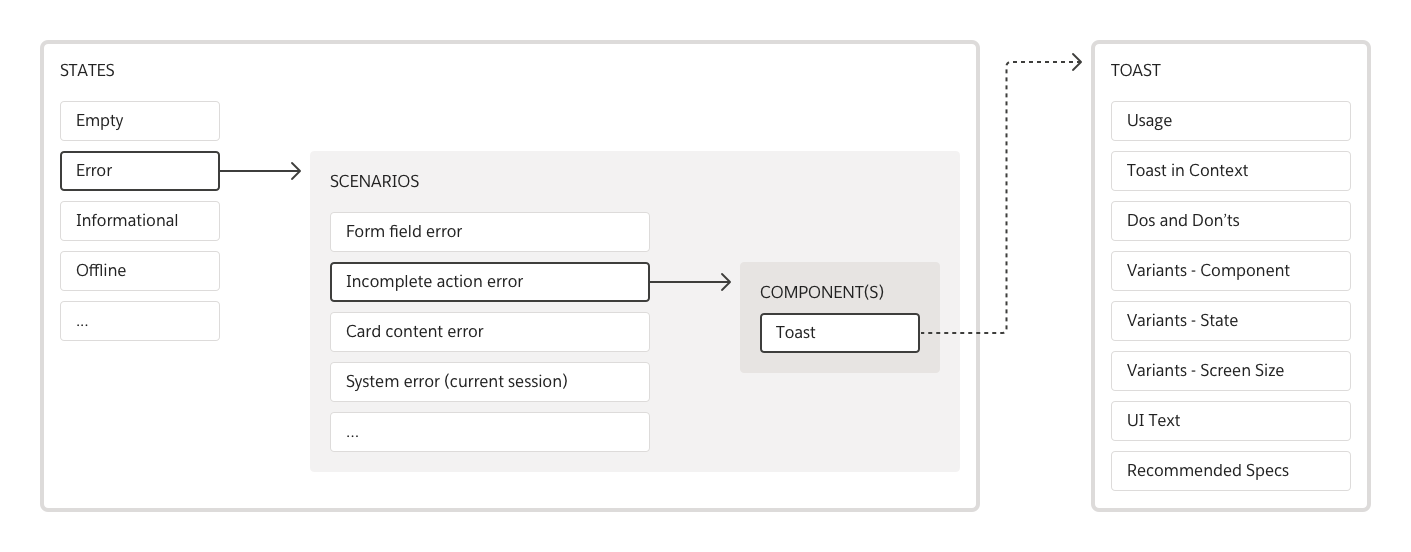 STATES
Empty
Error
Informational
Offline
...
SCENARIOS
Form field error
Incomplete action error
Card content error
System error (current session)
...
COMPONENT(S)
Toast
TOAST
Usage
Toast in Context
Dos and Don’ts
Variants - Component
Variants - State
Variants - Screen Size
UI Text
Recommended Specs